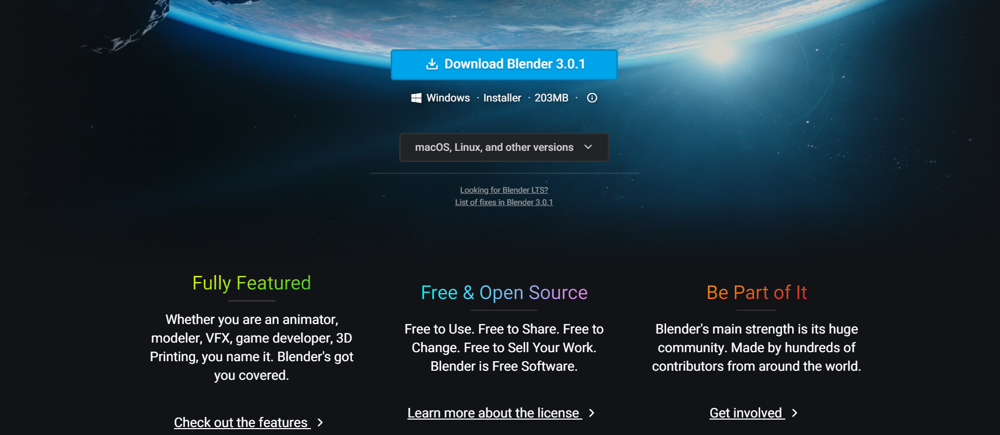 Download Blender 3.0.1
Windows · Installer · 203MB ·
macOS, Linux, and other versions
Looking for Blender LTS?
List of fixes in Blender 3.0.1
Fully Featured
Whether you are an animator,
modeler, VFX, game developer, 3D
Printing, you name it. Blender's got
you covered.
Check out the features
Free & Open Source
Free to Use. Free to Share. Free to
Change. Free to Sell Your Work.
Blender is Free Software.
Learn more about the license
Be Part of It
Blender's main strength is its huge
community. Made by hundreds of
contributors from around the world.
Get involved